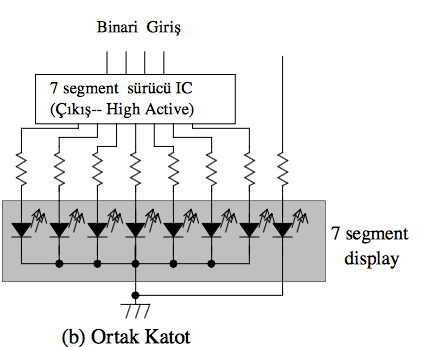 Binari Giriş
7 segment sürücü IC
(Çıkış-- High Active)
7 segment
display
(b) Ortak Katot